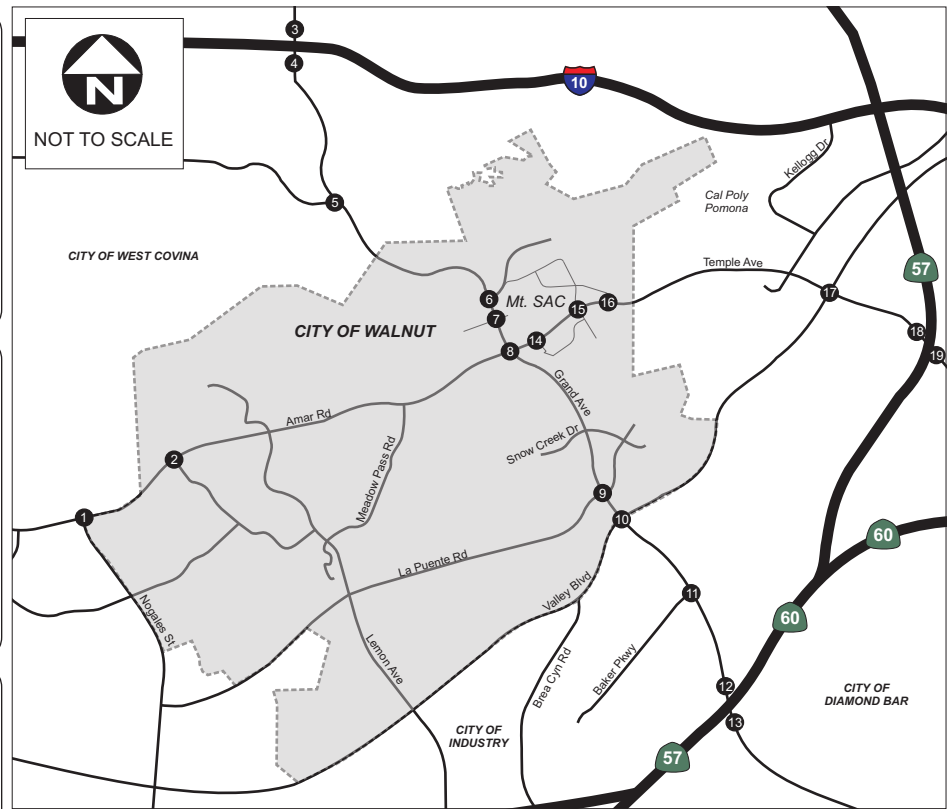 N
NOT TO SCALE
3
4
10
Kellogg Dr
Cal Poly
Pomona
5
CITY OF WEST COVINA
Temple Ave
57
6
Mt. SAC
15
16
17
7
CITY OF WALNUT
14
18
8
19
Grand Ave
Amar Rd
Snow Creek Dr
Meadow Pass Rd
2
9
1
10
60
La Puente Rd
Valley Blvd
11
Nogales St
60
Lemon Ave
Brea Cyn Rd
Baker Pkwy
12
CITY OF
DIAMOND BAR
13
CITY OF
INDUSTRY
57